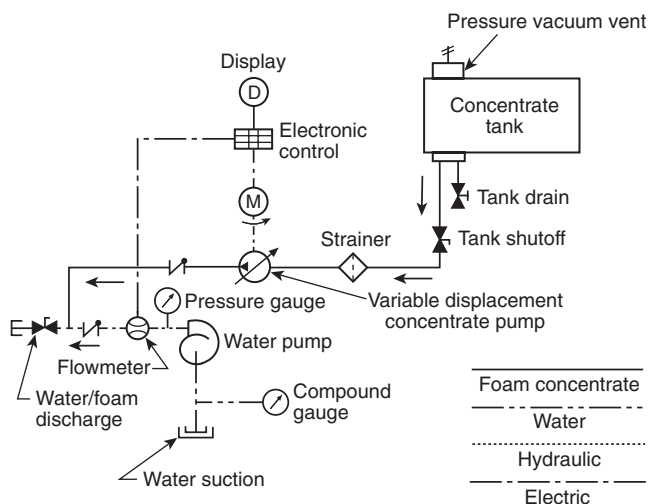 Pressure vacuum vent
Display
D
Concentrate
tank
Electronic
control
M
Tank drain
Strainer
Tank shutoff
Pressure gauge
Variable displacement
concentrate pump
Water pump
Flowmeter
Water/foam
discharge
Compound
gauge
Water suction
Foam concentrate
Water
Hydraulic
Electric